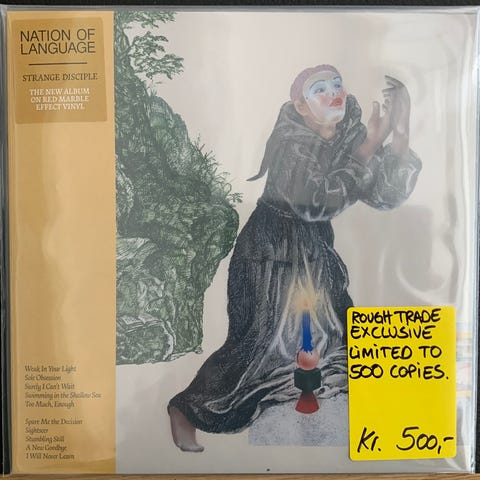 NATION OF
LANGUAGE
STRANGE DISCIPLE
THE NEW ALBUM
ON RED MARBLE
EFFECT VINYL
Weak In Your Light
Sole Obsession
Surely I Can't Wait
Swimming in the Shallow Sea
Too Much, Enough
Spare Me the Decision
Sightseer
Stumbling Still
A New Goodbye
I Will Never Learn
ROUGH TRADE
EXCLUSIVE
LIMITED TO
500 COPIES.
Kr. 500,-